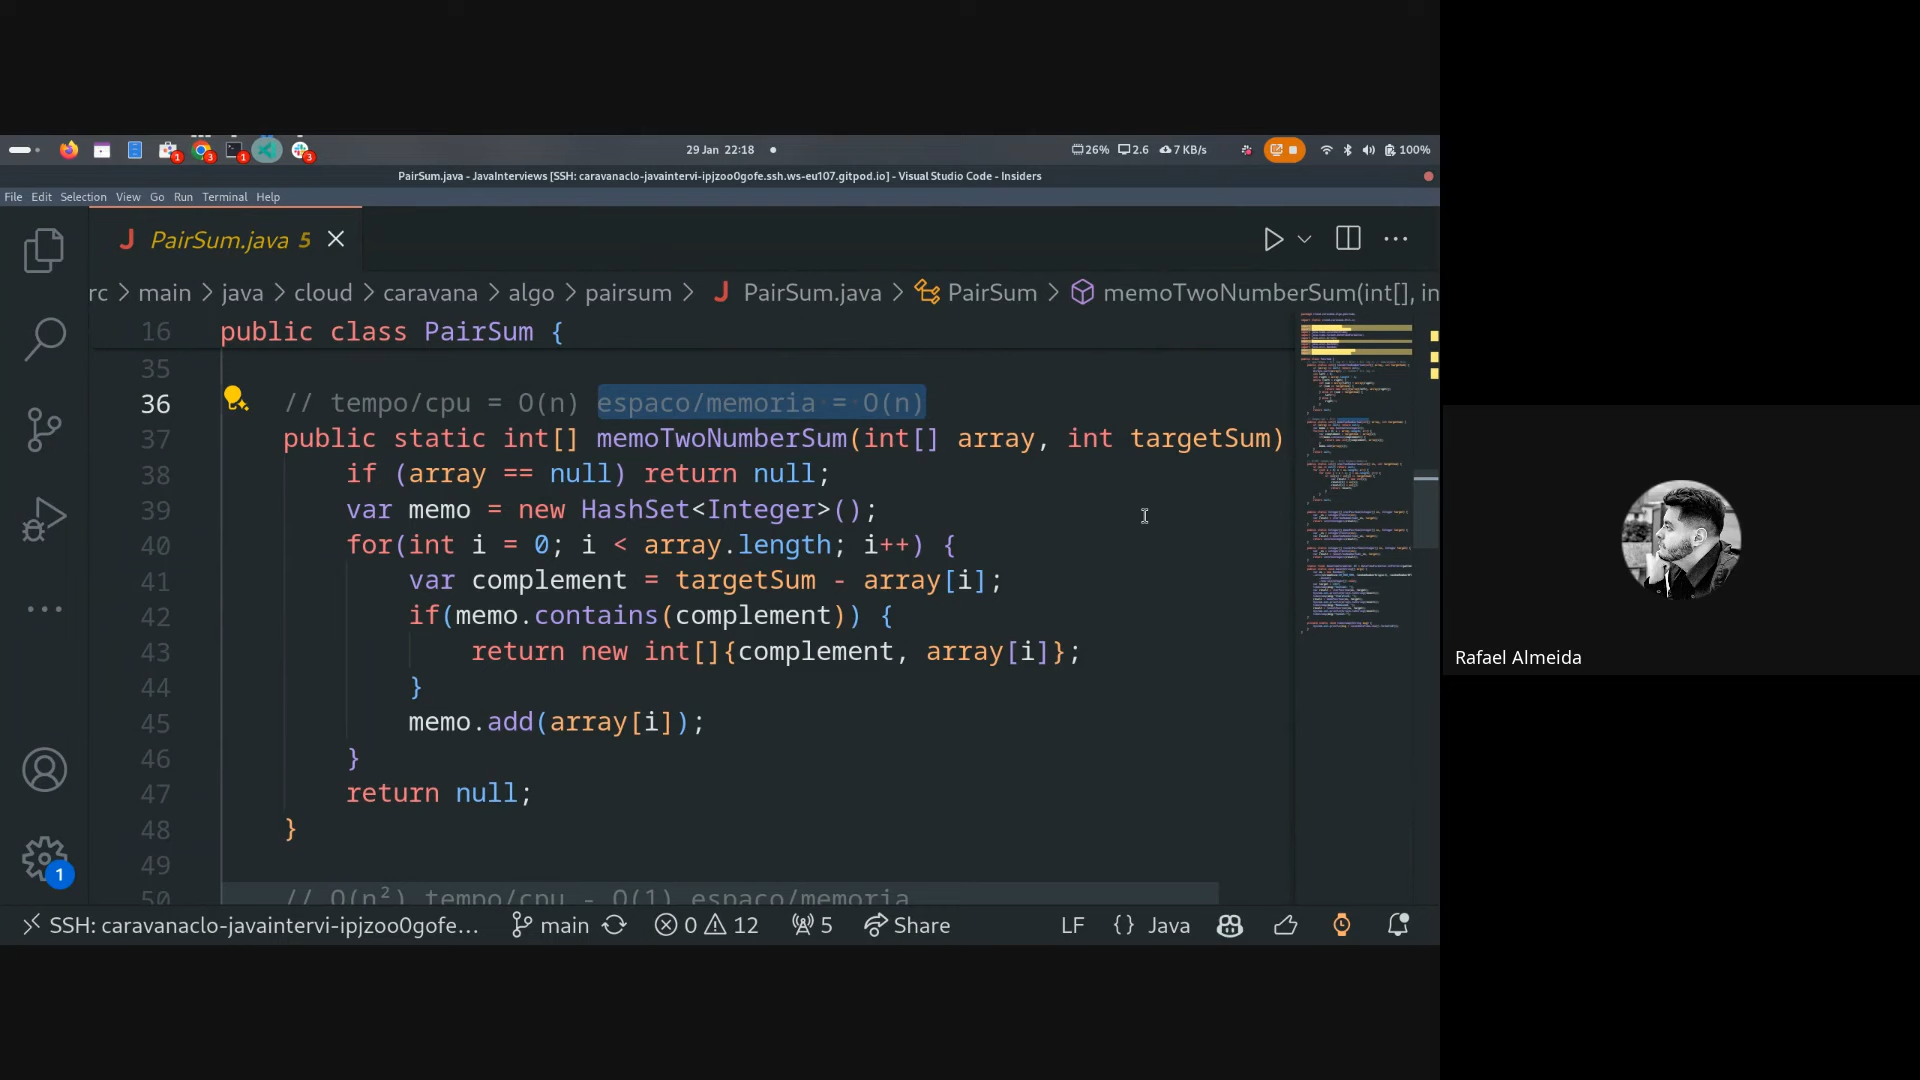 29 Jan 22:18
26% 2.6 7 KB/s 100%
PairSum.java - JavaInterviews [SSH: caravanaclo-javaintervi-ipjzoo0gofe.ssh.ws-eu107.gitpod.io] - Visual Studio Code - Insiders
File Edit Selection View Go Run Terminal Help
J PairSum.java 5
rc > main > java > cloud > caravana > algo > pairsum > J PairSum.java > PairSum > memoTwoNumberSum(int[], in
16 public class PairSum {
35
36 // tempo/cpu = O(n) espaco/memoria = O(n)
37 public static int[] memoTwoNumberSum(int[] array, int targetSum)
38 if (array == null) return null;
39 var memo = new HashSet<Integer>();
40 for(int i = 0; i < array.length; i++) {
41 var complement = targetSum - array[i];
42 if(memo.contains(complement)) {
43 return new int[]{complement, array[i]};
44 }
45 memo.add(array[i]);
46 }
47 return null;
48 }
49
50 // O(n²) tempo/cpu - O(1) espaco/memoria
1
SSH: caravanaclo-javaintervi-ipjzoo0gofe... main 0 12 5 Share LF {} Java
Rafael Almeida